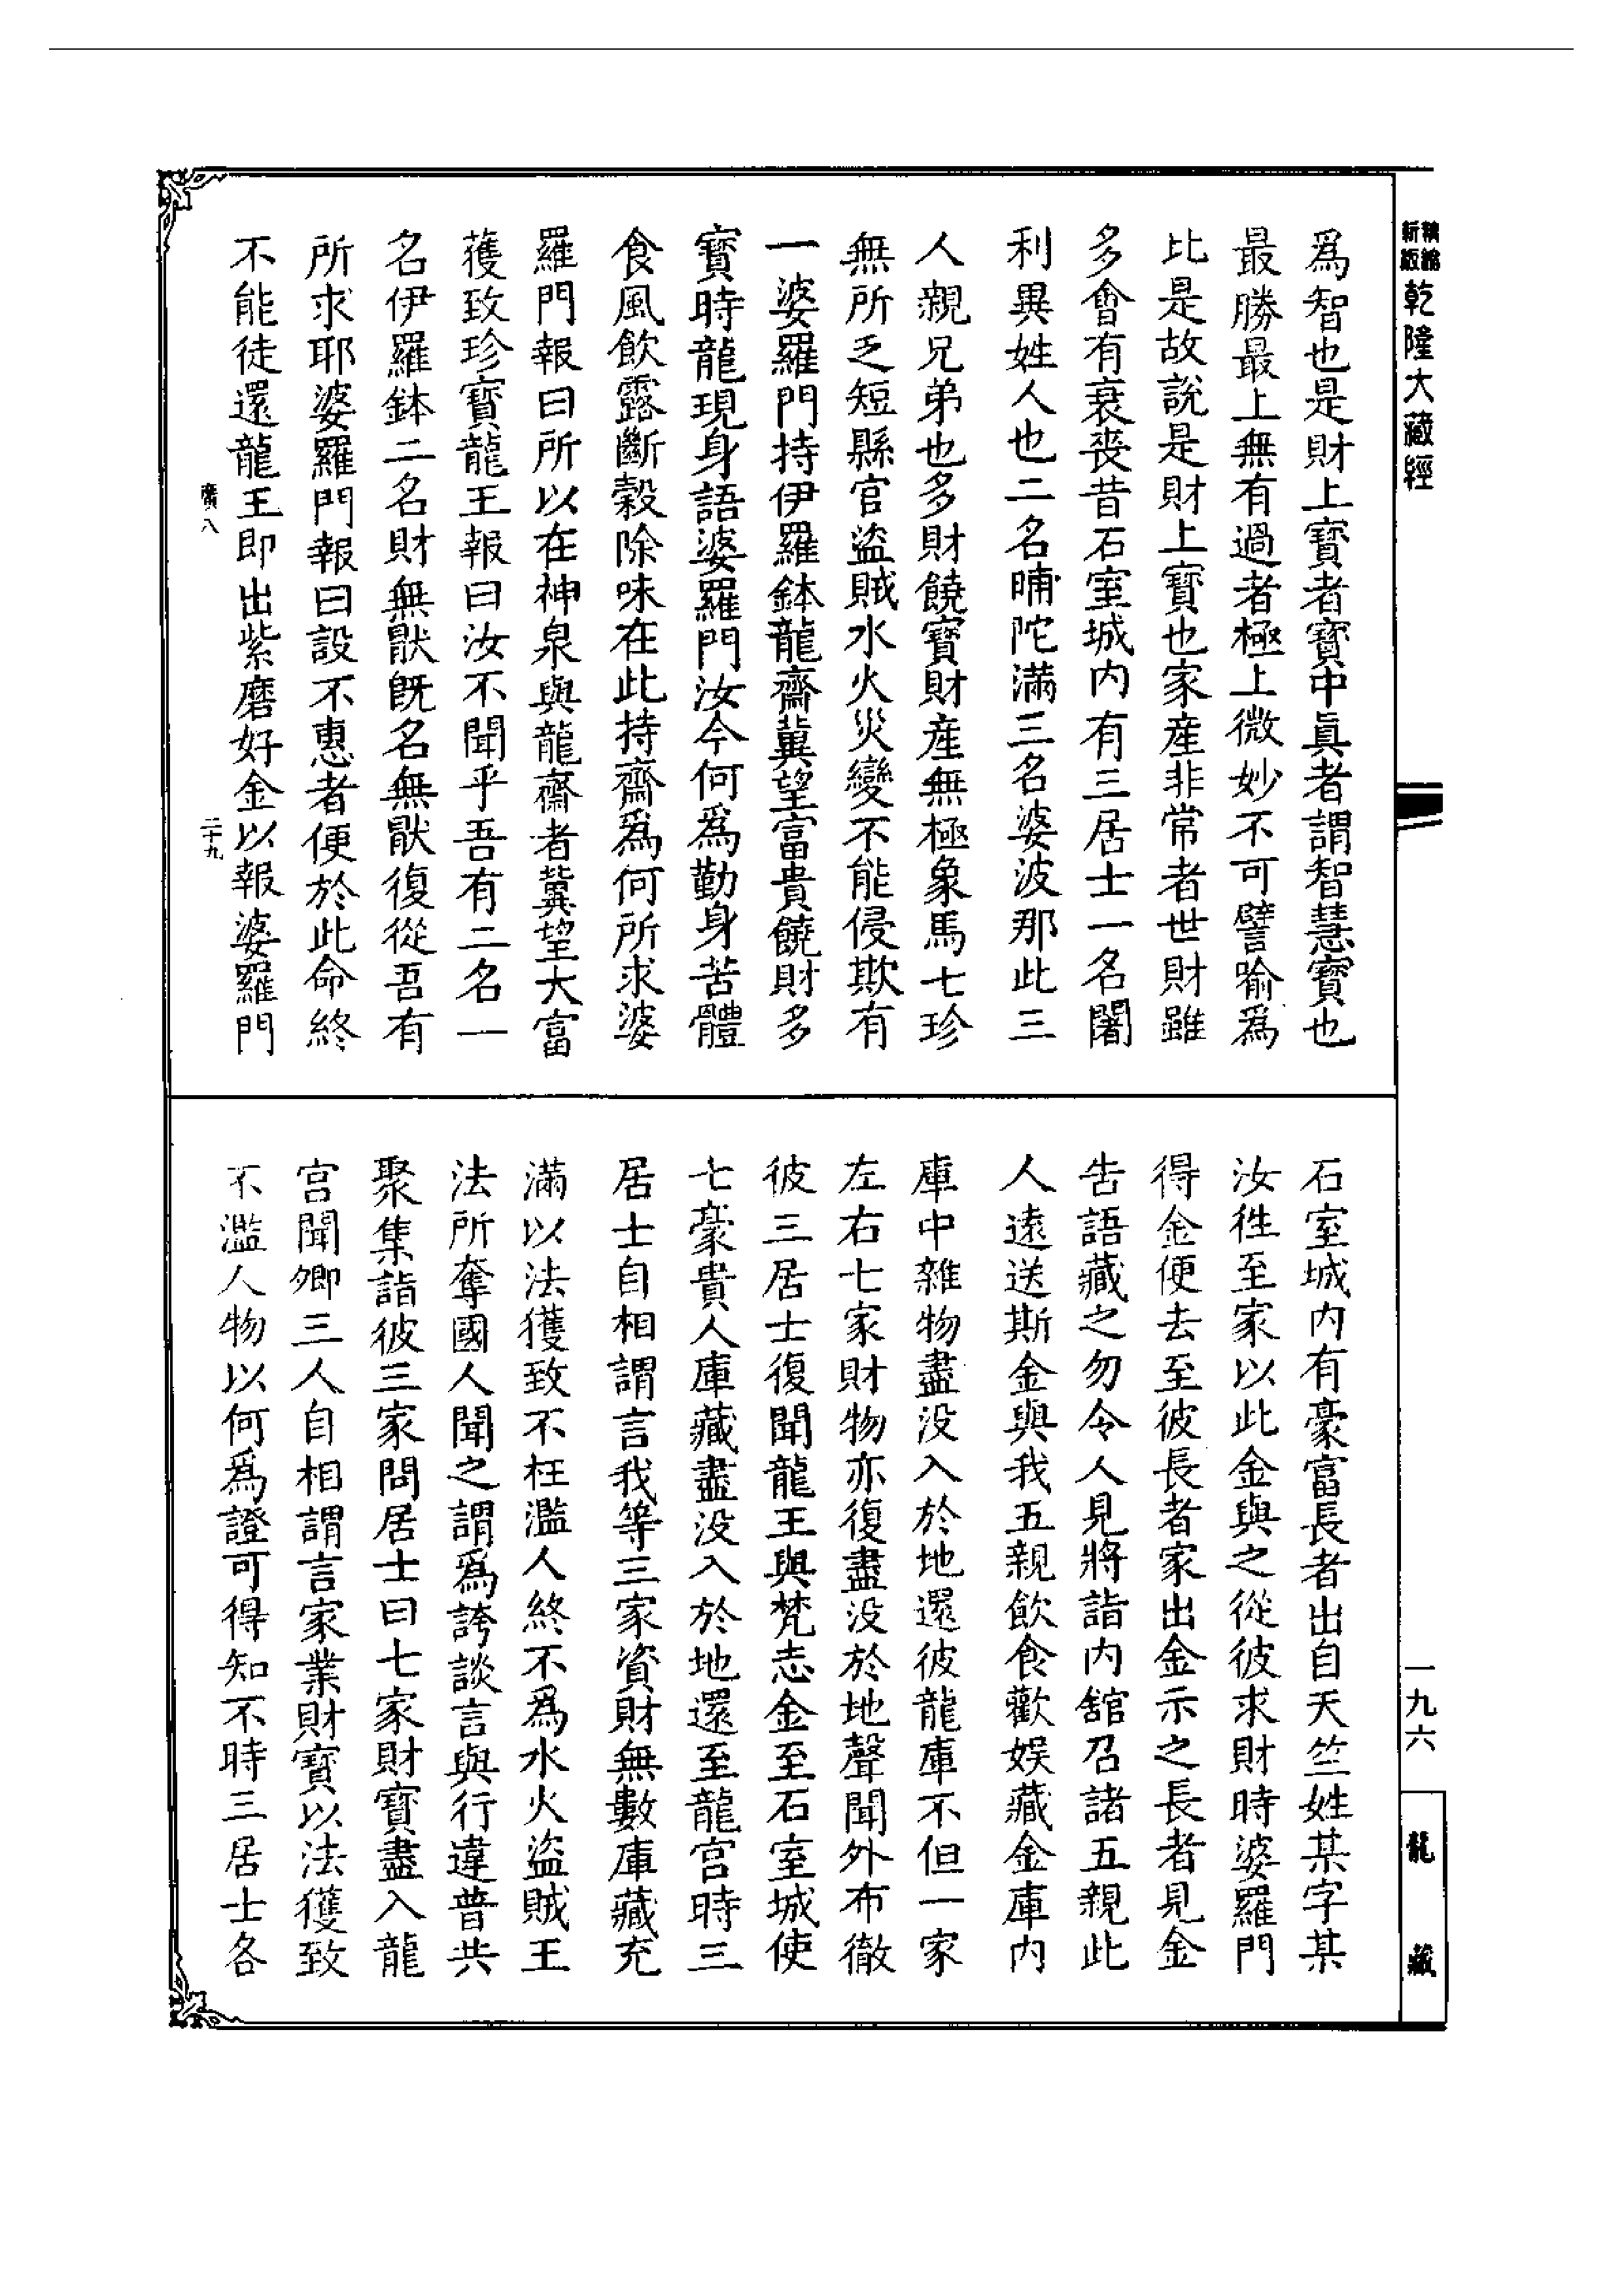 新版
精縮
乾隆大藏經
一九六
龍藏
爲智也是財上寶者寶中眞者謂智慧寶也
最勝最上無有過者極上微妙不可譬喻爲
比是故說是財上寶也家產非常者世財雖
多會有衰喪昔石室城內有三居士一名闍
利異姓人也二名晡陀滿三名婆波那此三
人親兄弟也多財饒寶財產無極象馬七珍
無所乏短縣官盜賊水火災變不能侵欺有
一婆羅門持伊羅鉢龍齋冀望富貴饒財多
寶時龍現身語婆羅門汝今何爲勤身苦體
食風飲露斷穀除味在此持齋爲何所求婆
羅門報曰所以在神泉與龍齋者冀望大富
獲致珍寶龍王報曰汝不聞乎吾有二名一
名伊羅鉢二名財無猒旣名無猒復從吾有
所求耶婆羅門報曰設不惠者便於此命終
不能徒還龍王即出紫磨好金以報婆羅門
二十九
石室城內有豪富長者出自天竺姓某字某
汝徃至家以此金與之從彼求財時婆羅門
得金便去至彼長者家出金示之長者見金
告語藏之勿令人見將詣內舘召諸五親此
人遠送斯金與我五親飲食歡娛藏金庫內
庫中雜物盡没入於地還彼龍庫不但一家
左右七家財物亦復盡没於地聲聞外布徹
彼三居士復聞龍王與梵志金至石室城使
七豪貴人庫藏盡没入於地還至龍宮時三
居士自相謂言我等三家資財無數庫藏充
滿以法獲致不枉濫人終不爲水火盜賊王
法所奪國人聞之謂爲誇談言與行違普共
聚集詣彼三家問居士曰七家財寶盡入龍
宮聞卿三人自相謂言家業財寶以法獲致
不濫人物以何爲證可得知不時三居士各